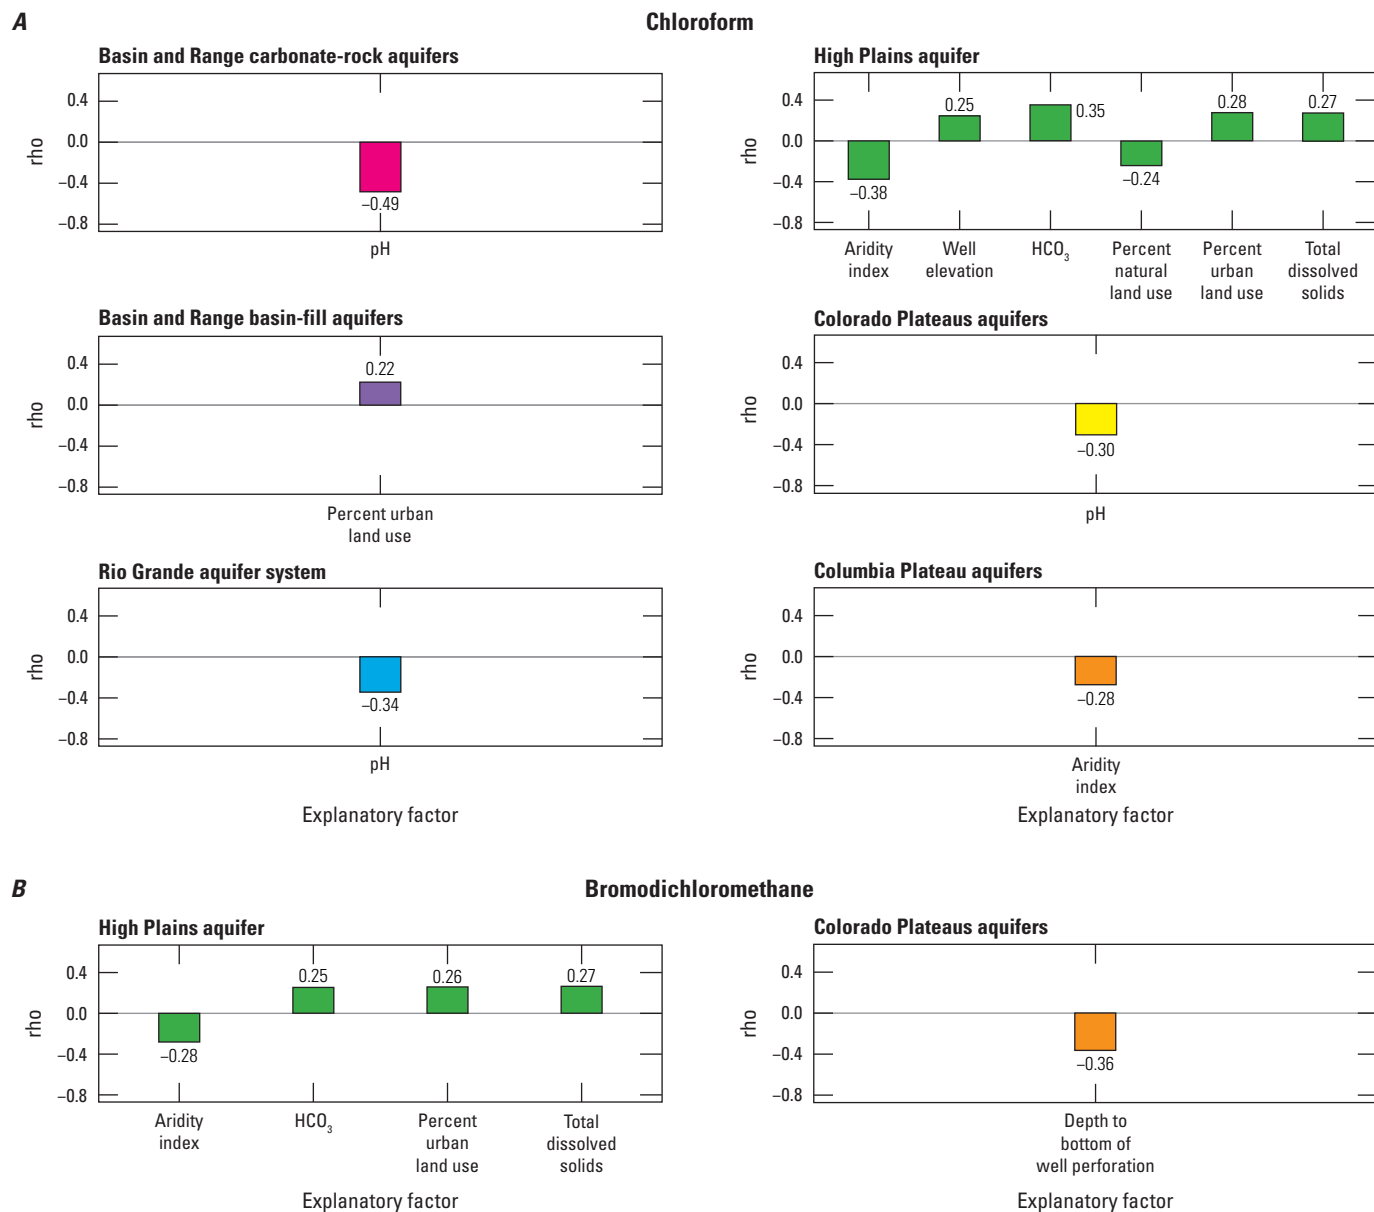 A
Chloroform
Basin and Range carbonate-rock aquifers
0.4
0.0
−0.4
−0.8
rho
−0.49
pH
High Plains aquifer
0.4
0.0
−0.4
−0.8
rho
−0.38
0.25
0.35
−0.24
0.28
0.27
Aridity
index
Well
elevation
HCO3
Percent
natural
land use
Percent
urban
land use
Total
dissolved
solids
Basin and Range basin-fill aquifers
0.4
0.0
−0.4
−0.8
rho
0.22
Percent urban
land use
Colorado Plateaus aquifers
0.4
0.0
−0.4
−0.8
rho
−0.30
pH
Rio Grande aquifer system
0.4
0.0
−0.4
−0.8
rho
−0.34
pH
Explanatory factor
Columbia Plateau aquifers
0.4
0.0
−0.4
−0.8
rho
−0.28
Aridity
index
Explanatory factor
B
Bromodichloromethane
High Plains aquifer
0.4
0.0
−0.4
−0.8
rho
−0.28
0.25
0.26
0.27
Aridity
index
HCO3
Percent
urban
land use
Total
dissolved
solids
Explanatory factor
Colorado Plateaus aquifers
0.4
0.0
−0.4
−0.8
rho
−0.36
Depth to
bottom of
well perforation
Explanatory factor